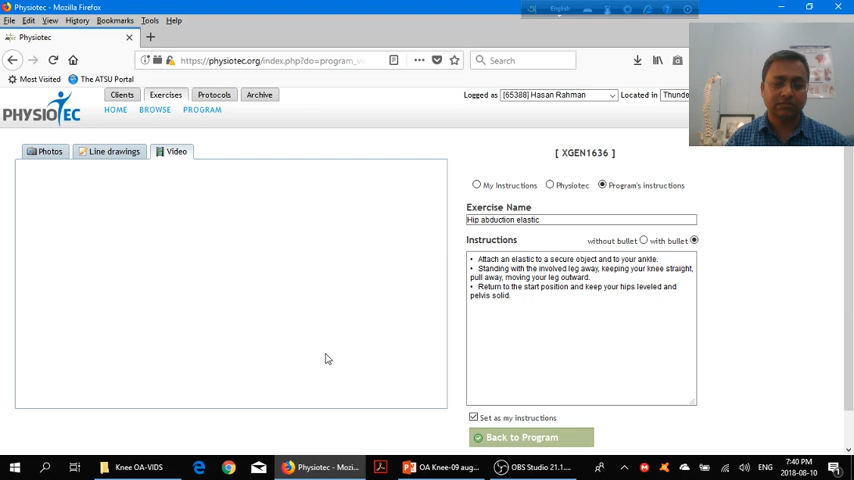 Physiotec - Mozilla Firefox
English
File Edit View History Bookmarks Tools Help
Physiotec
https://physiotec.org/index.php?do=program_v
Search
Most Visited The ATSU Portal
PHYSIOTEC
Clients Exercises Protocols Archive
HOME BROWSE PROGRAM
Logged as [65388] Hasan Rahman Located in Thunde
Photos Line drawings Video
[ XGEN1636 ]
My Instructions Physiotec Program's instructions
Exercise Name
Hip abduction elastic
Instructions without bullet with bullet
• Attach an elastic to a secure object and to your ankle.
• Standing with the involved leg away, keeping your knee straight,
pull away, moving your leg outward.
• Return to the start position and keep your hips leveled and
pelvis solid.
Set as my instructions
Back to Program
Knee OA-VIDS
Physiotec - Mozi...
OA Knee-09 aug...
OBS Studio 21.1....
ENG
7:40 PM
2018-08-10